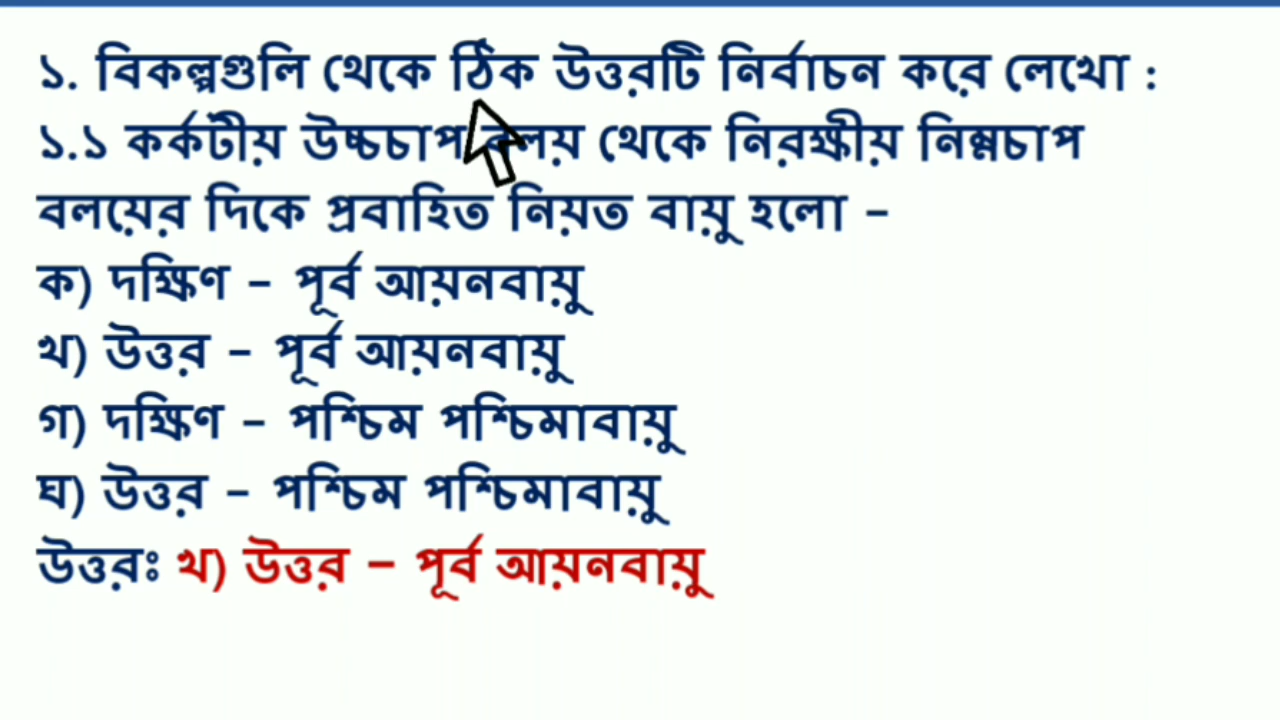 ১. বিকল্পগুলি থেকে ঠিক উত্তরটি নির্বাচন করে লেখো :
১.১ কর্কটীয় উচ্চচাপ বলয় থেকে নিরক্ষীয় নিম্নচাপ
বলয়ের দিকে প্রবাহিত নিয়ত বায়ু হলো –
ক) দক্ষিণ – পূর্ব আয়নবায়ু
খ) উত্তর – পূর্ব আয়নবায়ু
গ) দক্ষিণ – পশ্চিম পশ্চিমাবায়ু
ঘ) উত্তর – পশ্চিম পশ্চিমাবায়ু
উত্তরঃ খ) উত্তর – পূর্ব আয়নবায়ু